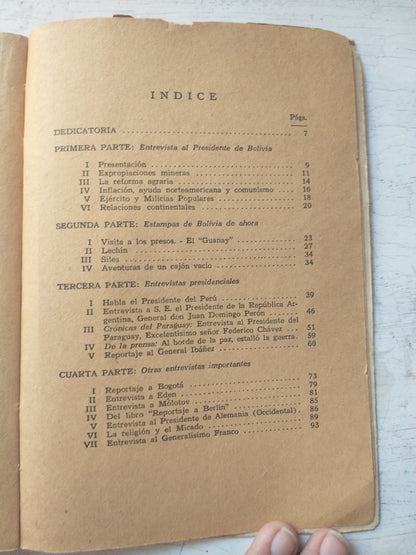 INDICE
Págs.
DEDICATORIA ........ 7
PRIMERA PARTE: Entrevista al Presidente de Bolivia
I Presentación ........ 9
II Expropiaciones mineras ........ 11
III La reforma agraria ........ 14
IV Inflación, ayuda norteamericana y comunismo ........ 16
V Ejército y Milicias Populares ........ 18
VI Relaciones continentales ........ 20
SEGUNDA PARTE: Estampas de Bolivia de ahora
I Visita a los presos. - El "Guanay" ........ 23
II Lechín ........ 27
III Siles ........ 34
IV Aventuras de un cajón vacío ........ 34
TERCERA PARTE: Entrevistas presidenciales
I Habla el Presidente del Perú ........ 39
II Entrevista a S. E. el Presidente de la República Ar-
gentina, General don Juan Domingo Perón ........ 46
III Crónicas del Paraguay: Entrevista al Presidente del
Paraguay, Excelentísimo señor Federico Chávez .. 51
IV De la prensa: Al borde de la paz, estalló la guerra. 59
V Reportaje al General Ibáñez ........ 60
CUARTA PARTE: Otras entrevistas importantes
I Reportaje a Bogotá ........ 73
II Entrevista a Eden ........ 79
III Entrevista a Mólotov ........ 81
IV Del libro "Reportaje a Berlín" ........ 85
V Entrevista al Presidente de Alemania (Occidental). 86
VI La religión y el Micado ........ 89
VII Entrevista al Generalísimo Franco ........ 93